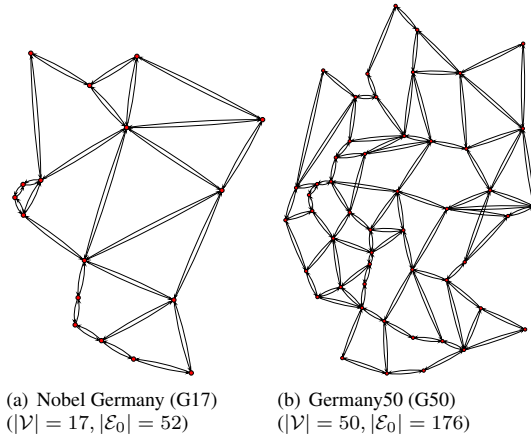 (a) Nobel Germany (G17)
(|𝒱| = 17, |ℰ₀| = 52)
(b) Germany50 (G50)
(|𝒱| = 50, |ℰ₀| = 176)